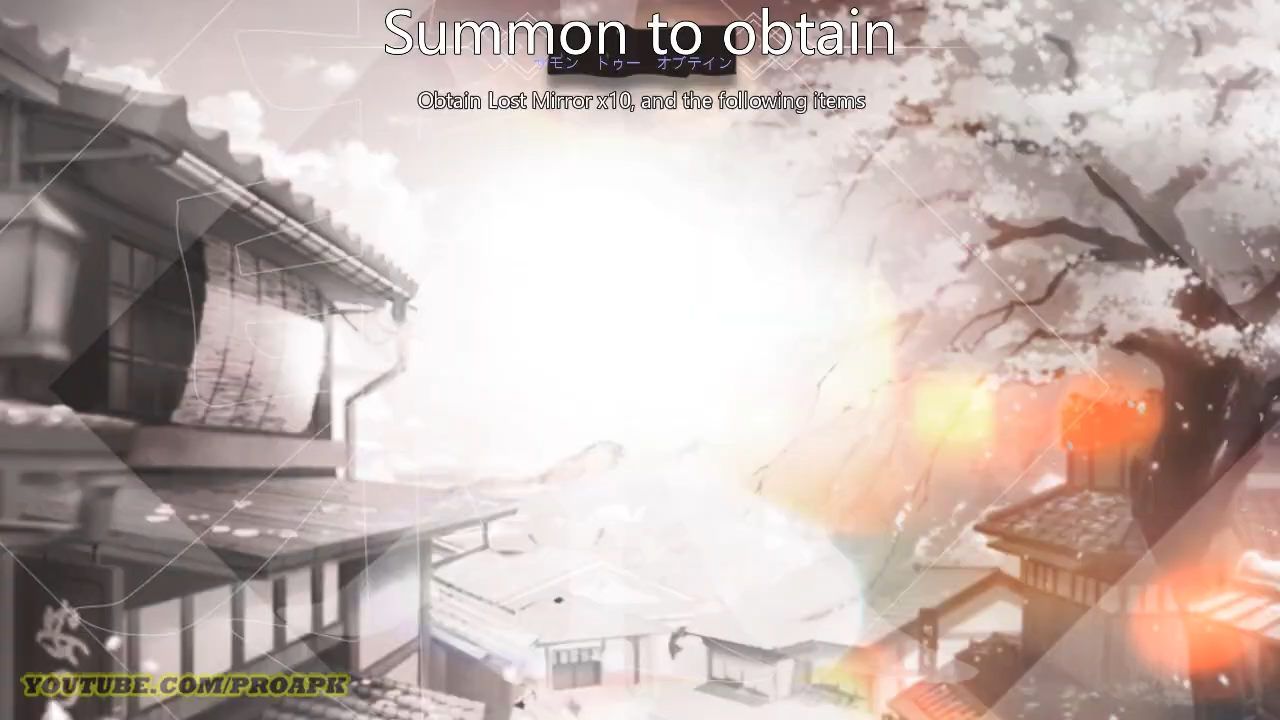 Summon to obtain
サモン トゥー オブテイン
Obtain Lost Mirror x10, and the following items
YOUTUBE.COM/PROAPK